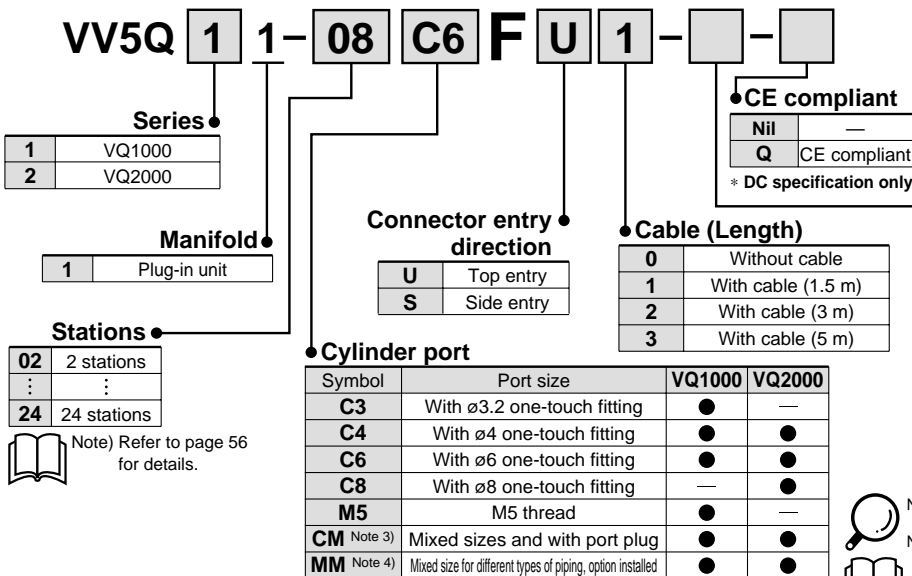 VV5Q 1 1 – 08 C6 F U 1 – –
CE compliant
Nil —
Q CE compliant
* DC specification only
Series
1 VQ1000
2 VQ2000
Connector entry direction
U Top entry
S Side entry
Cable (Length)
0 Without cable
1 With cable (1.5 m)
2 With cable (3 m)
3 With cable (5 m)
Manifold
1 Plug-in unit
Stations
02 2 stations
⋮ ⋮
24 24 stations
Note) Refer to page 56
for details.
Cylinder port
Symbol Port size VQ1000 VQ2000
C3 With ø3.2 one-touch fitting ● —
C4 With ø4 one-touch fitting ● ●
C6 With ø6 one-touch fitting ● ●
C8 With ø8 one-touch fitting — ●
M5 M5 thread ● —
CM Note 3) Mixed sizes and with port plug ● ●
MM Note 4) Mixed size for different types of piping, option installed ● ●